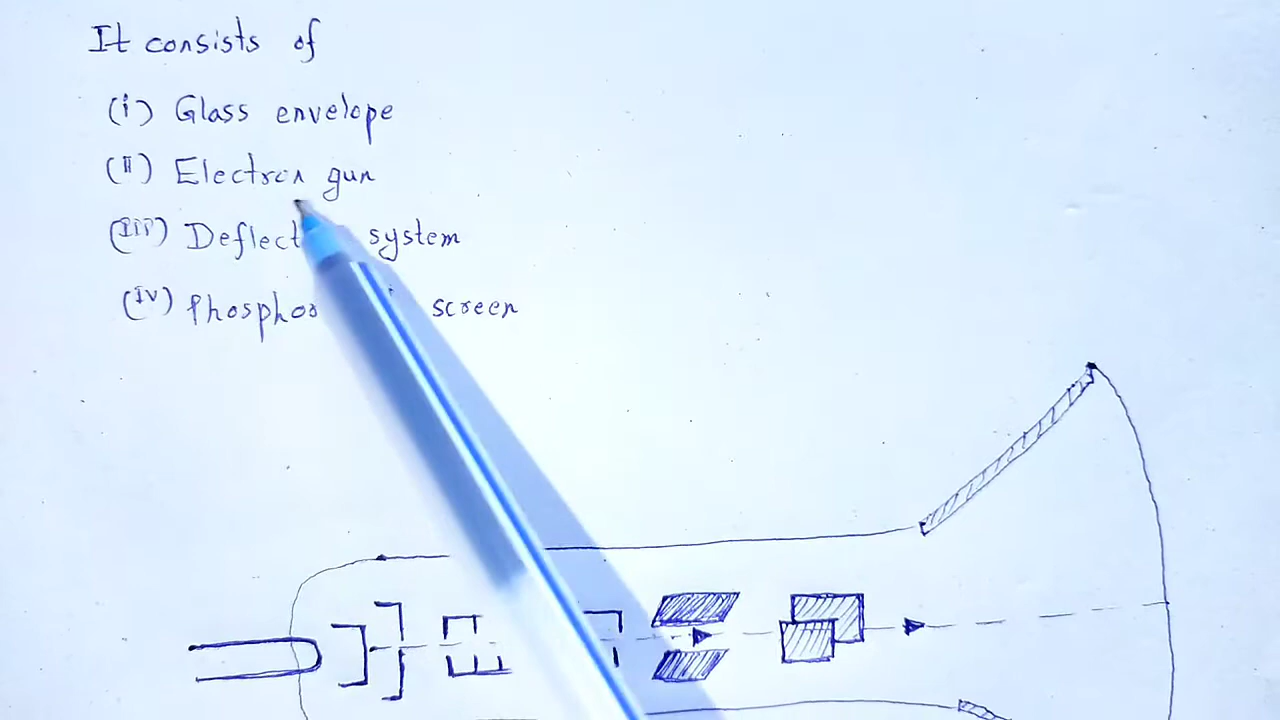 It consists of
(i) Glass envelope
(II) Electron gun
(III) Deflect system
(IV) Phosphor screen